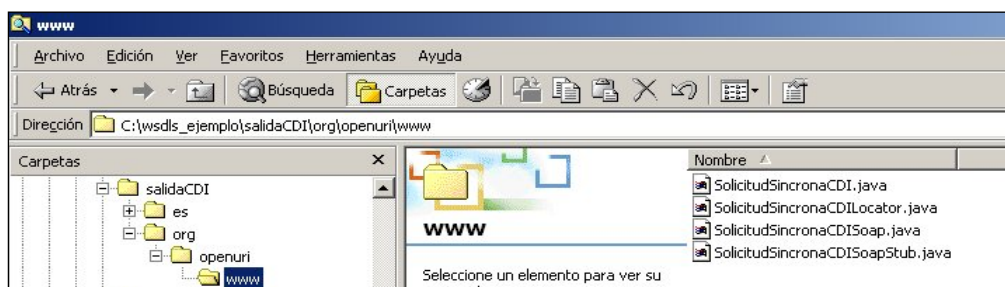 www
Archivo Edición Ver Favoritos Herramientas Ayuda
Atrás Búsqueda Carpetas
Dirección C:\wsdls_ejemplo\salidaCDI\org\openuri\www
Carpetas
salidaCDI
es
org
openuri
www
www
Seleccione un elemento para ver su
Nombre
SolicitudSincronaCDI.java
SolicitudSincronaCDILocator.java
SolicitudSincronaCDISoap.java
SolicitudSincronaCDISoapStub.java